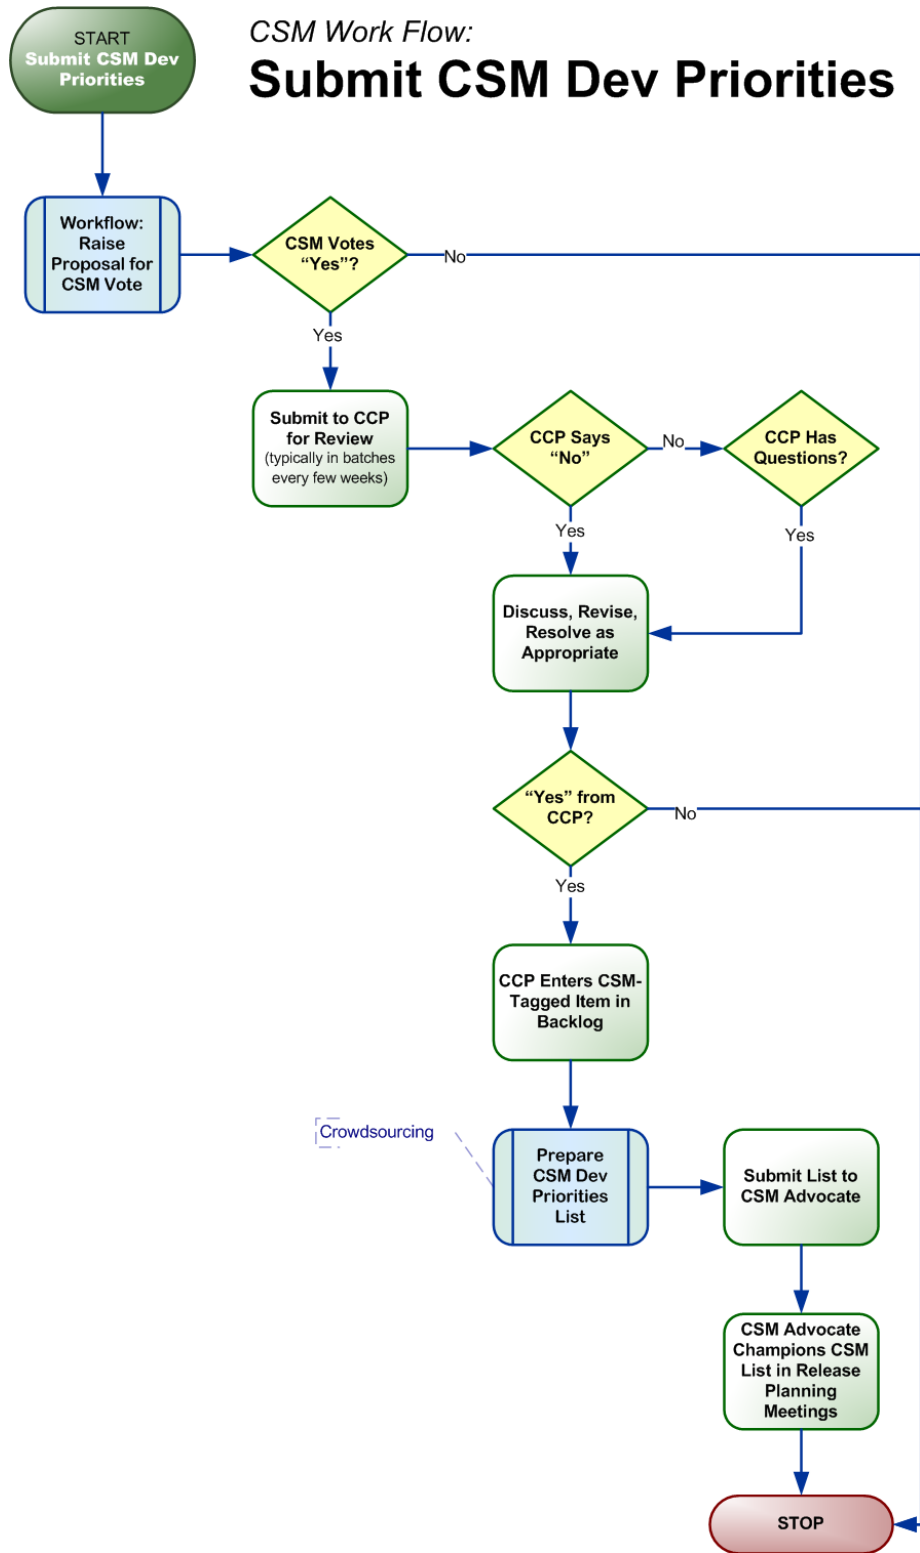 START
Submit CSM Dev
Priorities
CSM Work Flow:
Submit CSM Dev Priorities
Workflow:
Raise
Proposal for
CSM Vote
CSM Votes
“Yes”?
No
Yes
Submit to CCP
for Review
(typically in batches
every few weeks)
CCP Says
“No”
No
CCP Has
Questions?
Yes
Yes
Discuss, Revise,
Resolve as
Appropriate
“Yes” from
CCP?
No
Yes
CCP Enters CSM-
Tagged Item in
Backlog
Crowdsourcing
Prepare
CSM Dev
Priorities
List
Submit List to
CSM Advocate
CSM Advocate
Champions CSM
List in Release
Planning
Meetings
STOP